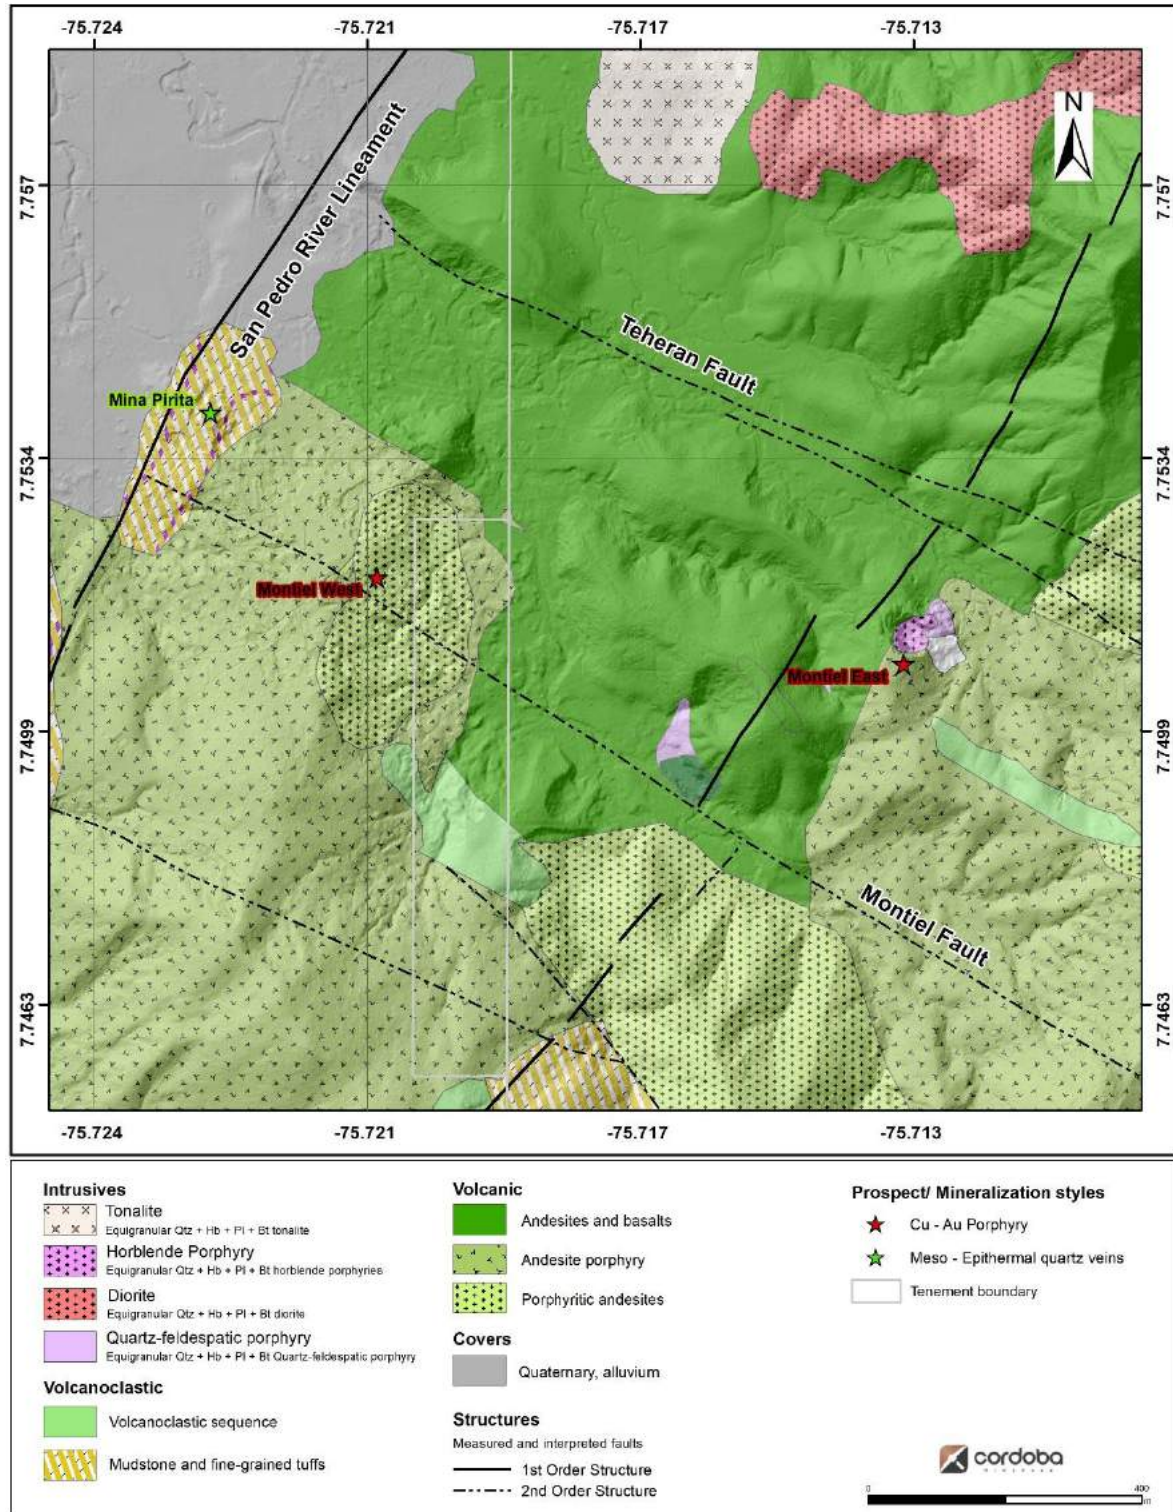 -75.724 -75.721 -75.717 -75.713
N
San Pedro River Lineament
7.757 7.757
Teheran Fault
Mina Pirita
7.7534 7.7534
Montiel West
Montiel East
7.7499 7.7499
Montiel Fault
7.7463 7.7463
-75.724 -75.721 -75.717 -75.713
Intrusives
Tonalite
Equigranular Qtz + Hb + Pl + Bt tonalite
Horblende Porphyry
Equigranular Qtz + Hb + Pl + Bt horblende porphyries
Diorite
Equigranular Qtz + Hb + Pl + Bt diorite
Quartz-feldespatic porphyry
Equigranular Qtz + Hb + Pl + Bt Quartz-feldespatic porphyry
Volcanoclastic
Volcanoclastic sequence
Mudstone and fine-grained tuffs
Volcanic
Andesites and basalts
Andesite porphyry
Porphyritic andesites
Covers
Quaternary, alluvium
Structures
Measured and interpreted faults
1st Order Structure
2nd Order Structure
Prospect/ Mineralization styles
Cu - Au Porphyry
Meso - Epithermal quartz veins
Tenement boundary
cordoba
0 400
m